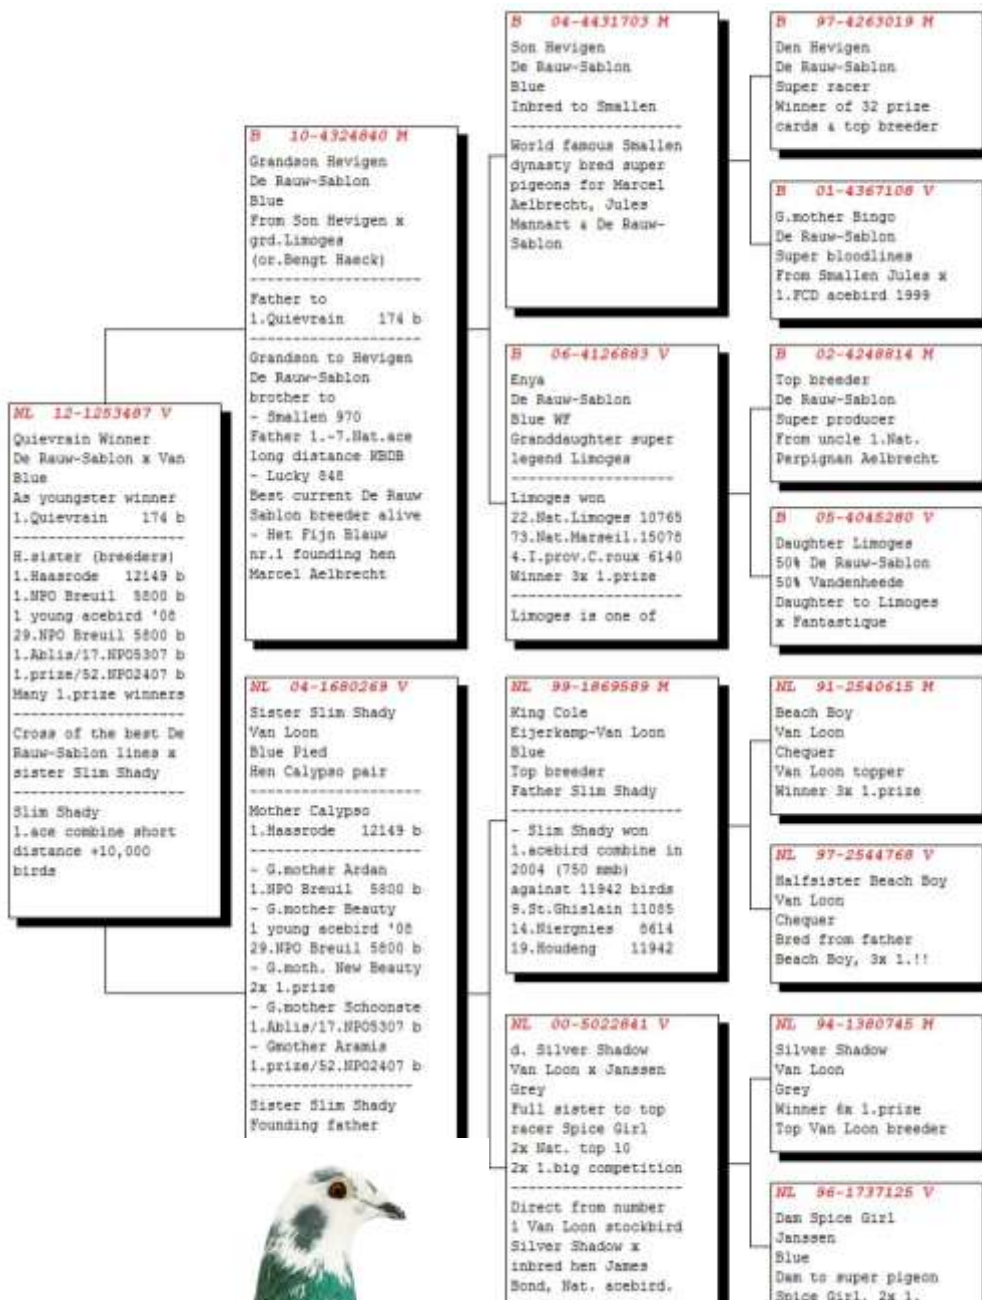 NL 12-1253487 V
Quievrain Winner
De Rauw-Sablon x Van
Blue
As youngster winner
1.Quievrain 174 b
--------------------
H.sister (breeders)
1.Haasrode 12149 b
1.NPO Breuil 5800 b
1 young acebird '08
29.NPO Breuil 5800 b
1.Ablis/17.NPO5307 b
1.prize/52.NPO2407 b
Many 1.prize winners
--------------------
Cross of the best De
Rauw-Sablon lines x
sister Slim Shady
--------------------
Slim Shady
1.ace combine short
distance +10,000
birds
B 10-4324840 M
Grandson Hevigen
De Rauw-Sablon
Blue
From Son Hevigen x
grd.Limoges
(or.Bengt Haeck)
--------------------
Father to
1.Quievrain 174 b
--------------------
Grandson to Hevigen
De Rauw-Sablon
brother to
- Smallen 970
Father 1.-7.Nat.ace
long distance KBDB
- Lucky 848
Best current De Rauw
Sablon breeder alive
- Het Fijn Blauw
nr.1 founding hen
Marcel Aelbrecht
NL 04-1680269 V
Sister Slim Shady
Van Loon
Blue Pied
Hen Calypso pair
--------------------
Mother Calypso
1.Haasrode 12149 b
--------------------
- G.mother Ardan
1.NPO Breuil 5800 b
- G.mother Beauty
1 young acebird '08
29.NPO Breuil 5800 b
- G.moth. New Beauty
2x 1.prize
- G.mother Schoonste
1.Ablis/17.NPO5307 b
- Gmother Aramis
1.prize/52.NPO2407 b
-------------------
Sister Slim Shady
Founding father
B 04-4431703 M
Son Hevigen
De Rauw-Sablon
Blue
Inbred to Smallen
--------------------
World famous Smallen
dynasty bred super
pigeons for Marcel
Aelbrecht, Jules
Mannart & De Rauw-
Sablon
B 06-4126883 V
Enya
De Rauw-Sablon
Blue WF
Granddaughter super
legend Limoges
-------------------
Limoges won
22.Nat.Limoges 10765
73.Nat.Marseil.15078
4.I.prov.C.roux 6140
Winner 3x 1.prize
--------------------
Limoges is one of
NL 99-1869589 M
King Cole
Eijerkamp-Van Loon
Blue
Top breeder
Father Slim Shady
--------------------
- Slim Shady won
1.acebird combine in
2004 (750 mmb)
against 11942 birds
9.St.Ghislain 11085
14.Niergnies 8614
19.Houdeng 11942
NL 00-5022841 V
d. Silver Shadow
Van Loon x Janssen
Grey
Full sister to top
racer Spice Girl
2x Nat. top 10
2x 1.big competition
--------------------
Direct from number
1 Van Loon stockbird
Silver Shadow x
inbred hen James
Bond, Nat. acebird.
B 97-4263019 M
Den Hevigen
De Rauw-Sablon
Super racer
Winner of 32 prize
cards & top breeder
B 01-4367108 V
G.mother Bingo
De Rauw-Sablon
Super bloodlines
From Smallen Jules x
1.FCD acebird 1999
B 02-4248814 M
Top breeder
De Rauw-Sablon
Super producer
From uncle 1.Nat.
Perpignan Aelbrecht
B 05-4045280 V
Daughter Limoges
50% De Rauw-Sablon
50% Vandenheede
Daughter to Limoges
x Fantastique
NL 91-2540615 M
Beach Boy
Van Loon
Chequer
Van Loon topper
Winner 3x 1.prize
NL 97-2544768 V
Halfsister Beach Boy
Van Loon
Chequer
Bred from father
Beach Boy, 3x 1.!!
NL 94-1380745 M
Silver Shadow
Van Loon
Grey
Winner 6x 1.prize
Top Van Loon breeder
NL 96-1737125 V
Dam Spice Girl
Janssen
Blue
Dam to super pigeon
Spice Girl, 2x 1.